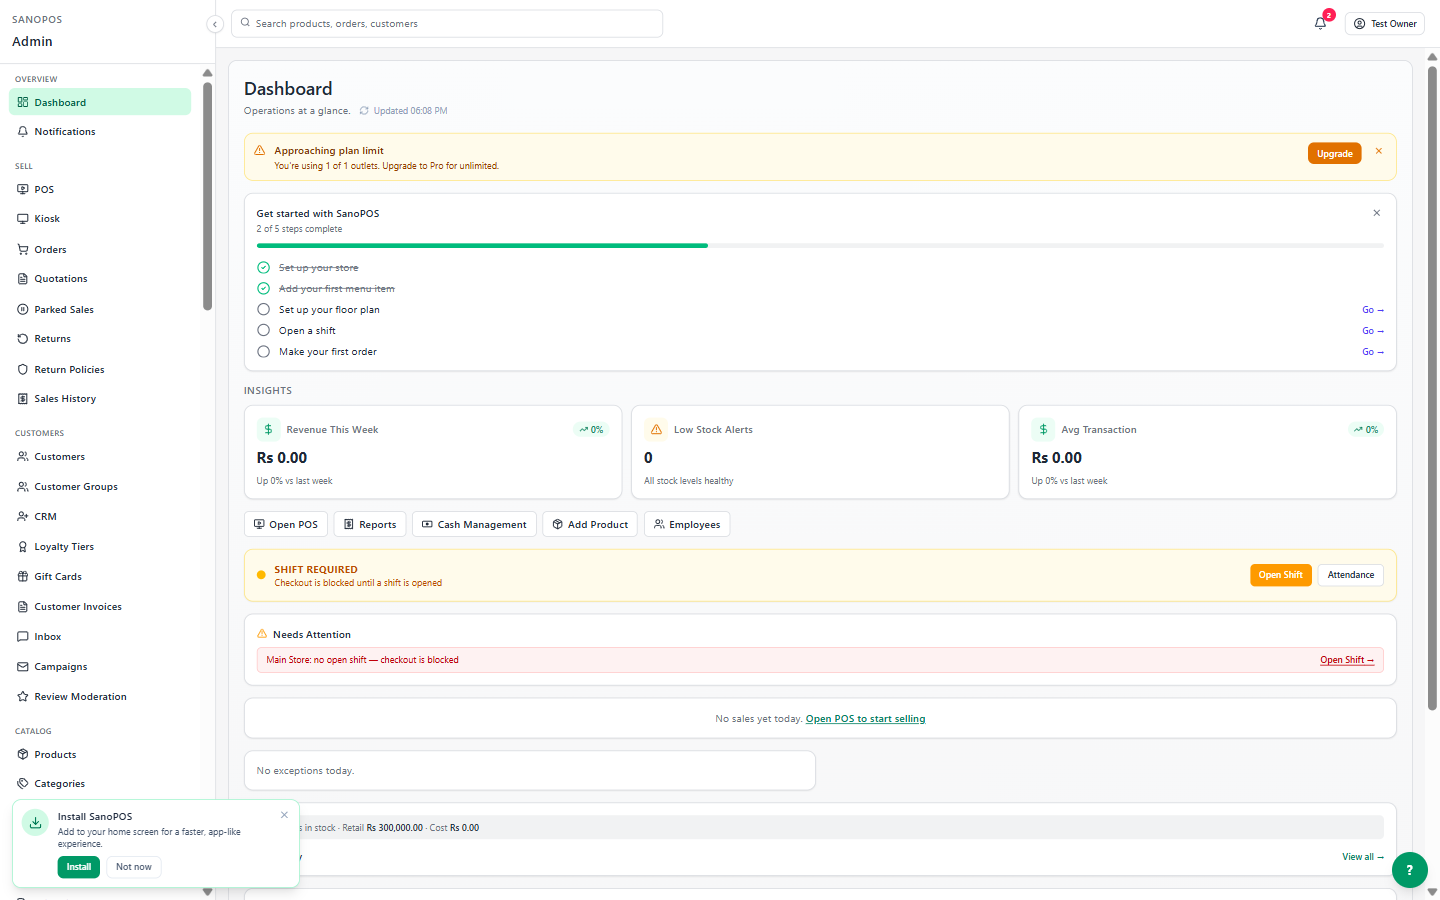 SANOPOS
Admin
Search products, orders, customers
2
Test Owner
OVERVIEW
Dashboard
Notifications
SELL
POS
Kiosk
Orders
Quotations
Parked Sales
Returns
Return Policies
Sales History
CUSTOMERS
Customers
Customer Groups
CRM
Loyalty Tiers
Gift Cards
Customer Invoices
Inbox
Campaigns
Review Moderation
CATALOG
Products
Categories
Install SanoPOS
Add to your home screen for a faster, app-like
experience.
Install Not now
Dashboard
Operations at a glance. Updated 06:08 PM
Approaching plan limit
You're using 1 of 1 outlets. Upgrade to Pro for unlimited.
Upgrade
Get started with SanoPOS
2 of 5 steps complete
Set up your store
Add your first menu item
Set up your floor plan Go →
Open a shift Go →
Make your first order Go →
INSIGHTS
Revenue This Week 0%
Rs 0.00
Up 0% vs last week
Low Stock Alerts
0
All stock levels healthy
Avg Transaction 0%
Rs 0.00
Up 0% vs last week
Open POS Reports Cash Management Add Product Employees
SHIFT REQUIRED
Checkout is blocked until a shift is opened
Open Shift Attendance
Needs Attention
Main Store: no open shift — checkout is blocked Open Shift →
No sales yet today. Open POS to start selling
No exceptions today.
in stock · Retail Rs 300,000.00 · Cost Rs 0.00
View all →
?